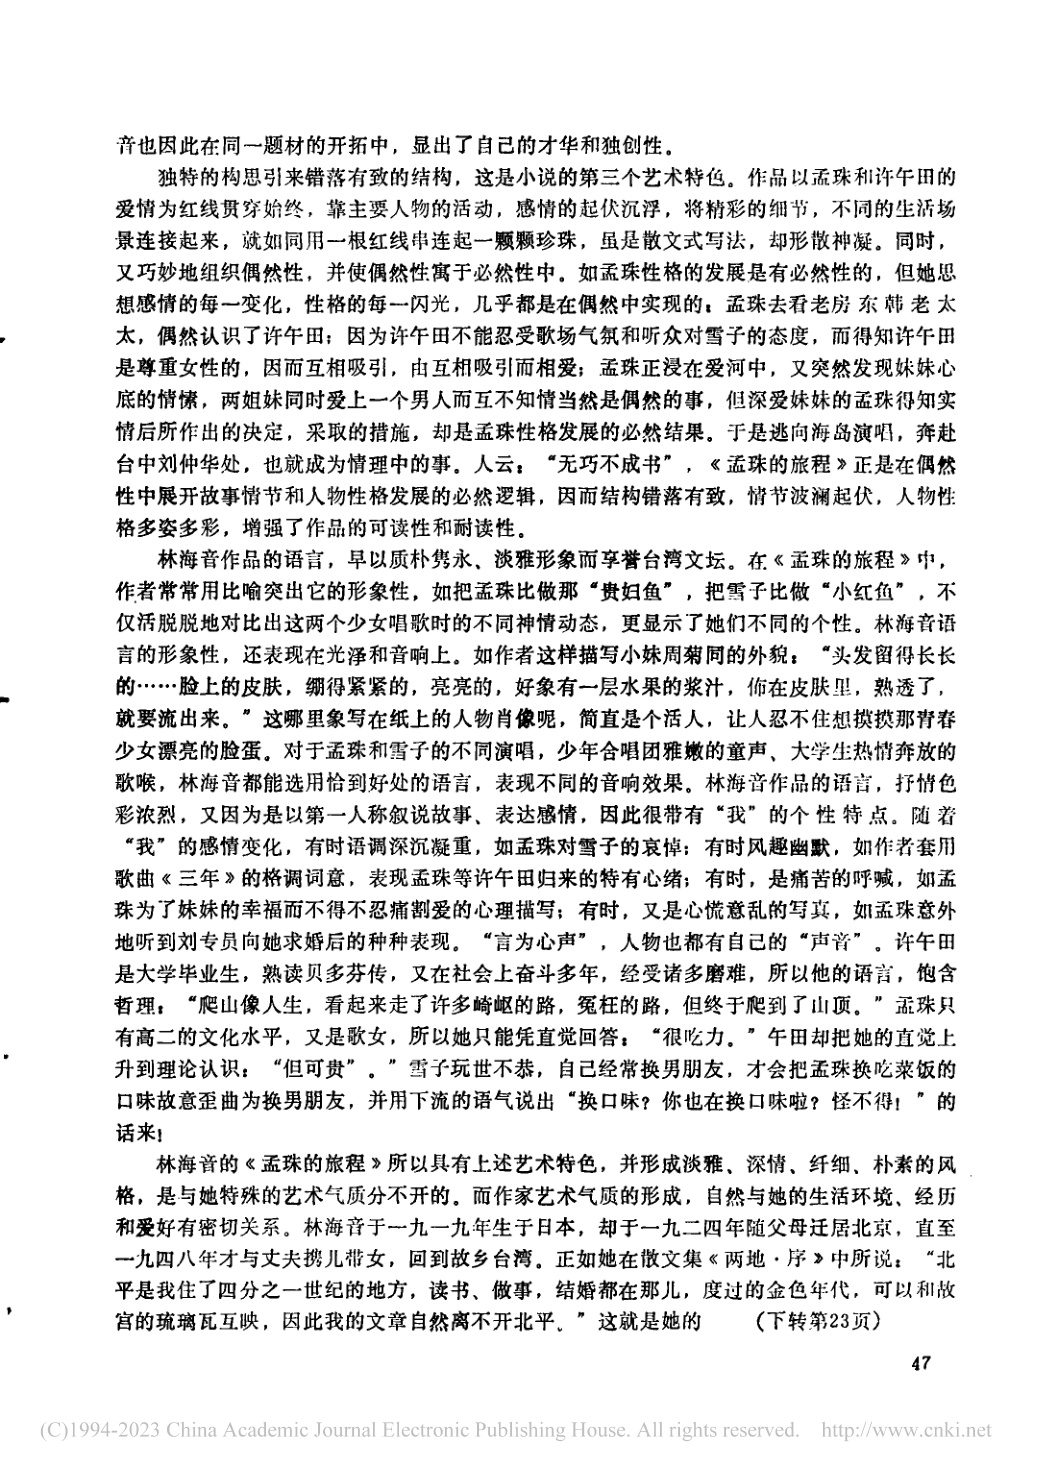 音也因此在同一题材的开拓中，显出了自己的才华和独创性。
独特的构思引来错落有致的结构，这是小说的第三个艺术特色。作品以孟珠和许午田的
爱情为红线贯穿始终，靠主要人物的活动，感情的起伏沉浮，将精彩的细节，不同的生活场
景连接起来，就如同用一根红线串连起一颗颗珍珠，虽是散文式写法，却形散神凝。同时，
又巧妙地组织偶然性，并使偶然性寓于必然性中。如孟珠性格的发展是有必然性的，但她思
想感情的每一变化，性格的每一闪光，几乎都是在偶然中实现的：孟珠去看老房东韩老太
太，偶然认识了许午田；因为许午田不能忍受歌场气氛和听众对雪子的态度，而得知许午田
是尊重女性的，因而互相吸引，由互相吸引而相爱；孟珠正浸在爱河中，又突然发现妹妹心
底的情愫，两姐妹同时爱上一个男人而互不知情当然是偶然的事，但深爱妹妹的孟珠得知实
情后所作出的决定，采取的措施，却是孟珠性格发展的必然结果。于是逃向海岛演唱，奔赴
台中刘仲华处，也就成为情理中的事。人云：“无巧不成书”，《孟珠的旅程》正是在偶然
性中展开故事情节和人物性格发展的必然逻辑，因而结构错落有致，情节波澜起伏，人物性
格多姿多彩，增强了作品的可读性和耐读性。
林海音作品的语言，早以质朴隽永、淡雅形象而享誉台湾文坛。在《孟珠的旅程》中，
作者常常用比喻突出它的形象性，如把孟珠比做那“贵妇鱼”，把雪子比做“小红鱼”，不
仅活脱脱地对比出这两个少女唱歌时的不同神情动态，更显示了她们不同的个性。林海音语
言的形象性，还表现在光泽和音响上。如作者这样描写小妹周菊同的外貌：“头发留得长长
的……脸上的皮肤，绷得紧紧的，亮亮的，好象有一层水果的浆汁，佈在皮肤里，熟透了，
就要流出来。”这哪里象写在纸上的人物肖像呢，简直是个活人，让人忍不住想摸摸那青春
少女漂亮的脸蛋。对于孟珠和雪子的不同演唱，少年合唱团雅嫩的童声、大学生热情奔放的
歌喉，林海音都能选用恰到好处的语言，表现不同的音响效果。林海音作品的语言，抒情色
彩浓烈，又因为是以第一人称叙说故事、表达感情，因此很带有“我”的个性特点。随着
“我”的感情变化，有时语调深沉凝重，如孟珠对雪子的哀悼；有时风趣幽默，如作者套用
歌曲《三年》的格调词意，表现孟珠等许午田归来的特有心绪；有时，是痛苦的呼喊，如孟
珠为了妹妹的幸福而不得不忍痛割爱的心理描写；有时，又是心慌意乱的写真，如孟珠意外
地听到刘专员向她求婚后的种种表现。“言为心声”，人物也都有自己的“声音”。许午田
是大学毕业生，熟读贝多芬传，又在社会上奋斗多年，经受诸多磨难，所以他的语言，饱含
哲理：“爬山像人生，看起来走了许多崎岖的路，冤枉的路，但终于爬到了山顶。”孟珠只
有高二的文化水平，又是歌女，所以她只能凭直觉回答：“很吃力。”午田却把她的直觉上
升到理论认识：“但可贵”。”雪子玩世不恭，自己经常换男朋友，才会把孟珠换吃菜饭的
口味故意歪曲为换男朋友，并用下流的语气说出“换口味？你也在换口味啦？怪不得！”的
话来！
林海音的《孟珠的旅程》所以具有上述艺术特色，并形成淡雅、深情、纤细、朴素的风
格，是与她特殊的艺术气质分不开的。而作家艺术气质的形成，自然与她的生活环境、经历
和爱好有密切关系。林海音于一九一九年生于日本，却于一九二四年随父母迁居北京，直至
一九四八年才与丈夫携儿带女，回到故乡台湾。正如她在散文集《两地·序》中所说：“北
平是我住了四分之一世纪的地方，读书、做事，结婚都在那儿，度过的金色年代，可以和故
宫的琉璃瓦互映，因此我的文章自然离不开北平。”这就是她的 （下转第23页）
47
(C)1994-2023 China Academic Journal Electronic Publishing House. All rights reserved. http://www.cnki.net